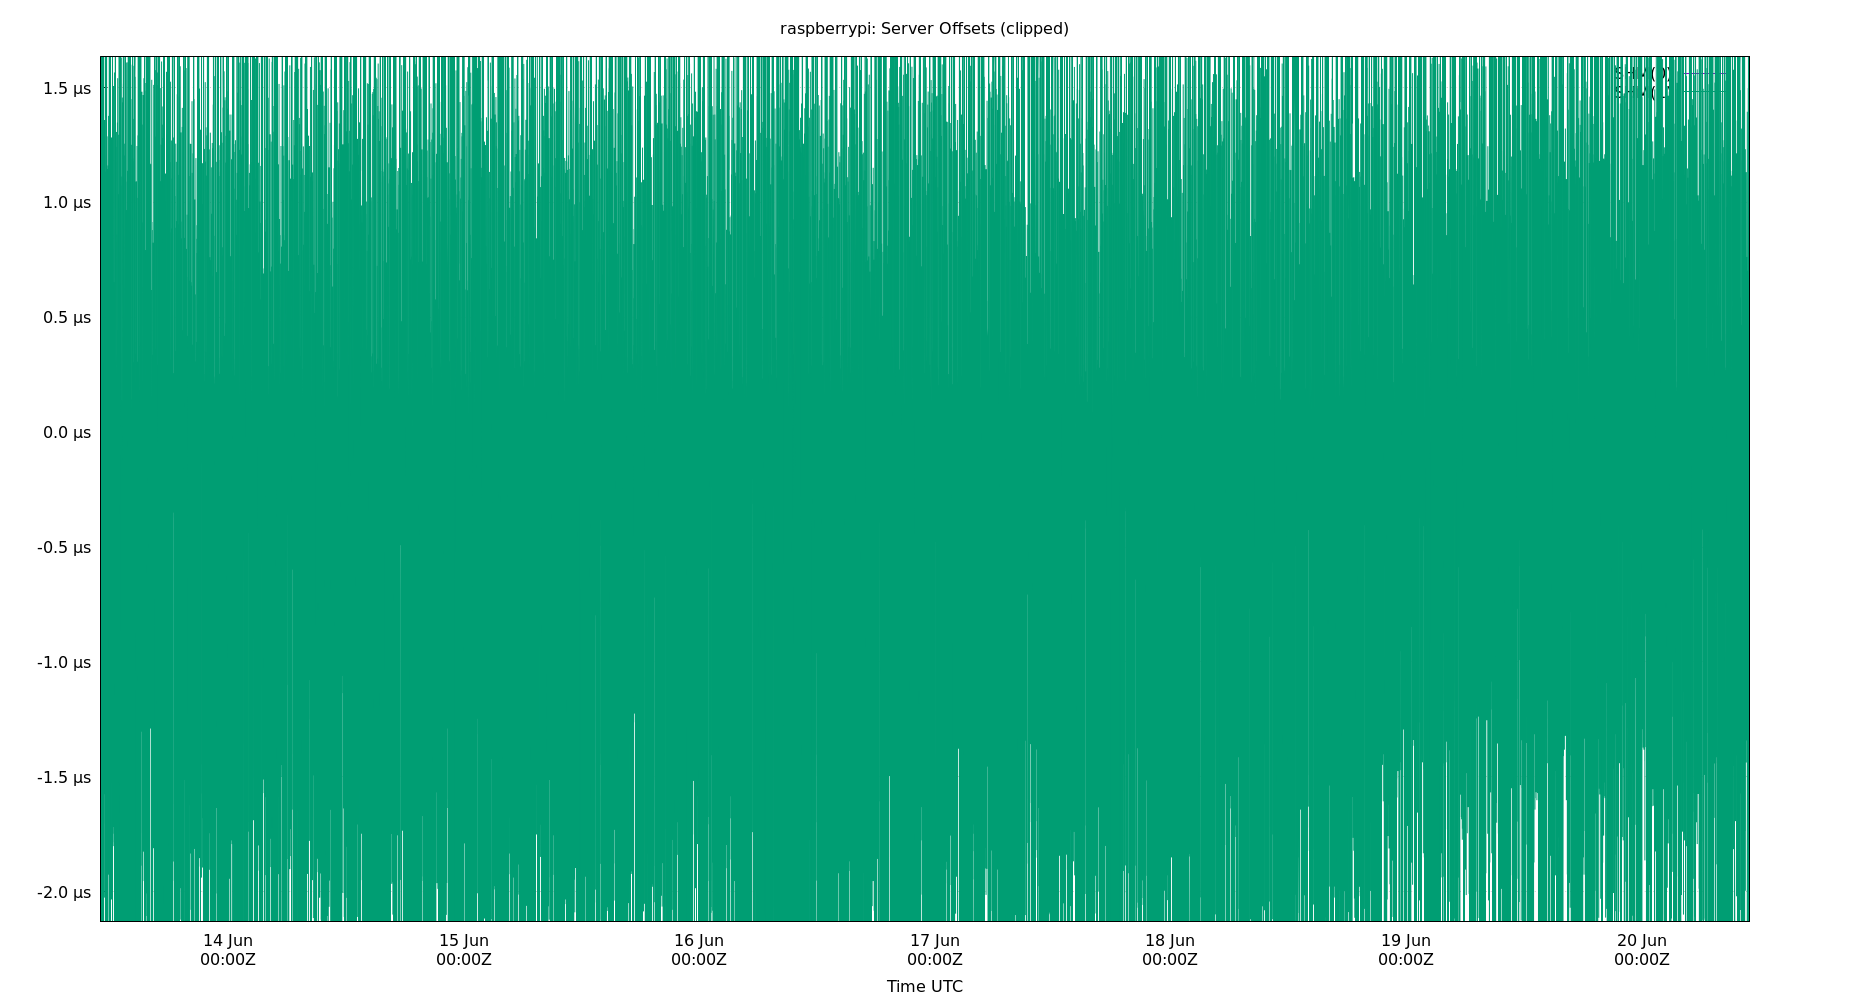 raspberrypi: Server Offsets (clipped)
1.5 µs
1.0 µs
0.5 µs
0.0 µs
-0.5 µs
-1.0 µs
-1.5 µs
-2.0 µs
14 Jun
00:00Z
15 Jun
00:00Z
16 Jun
00:00Z
17 Jun
00:00Z
18 Jun
00:00Z
19 Jun
00:00Z
20 Jun
00:00Z
Time UTC